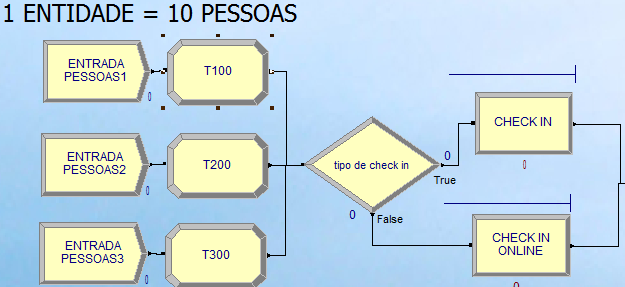 1 ENTIDADE = 10 PESSOAS
ENTRADA
PESSOAS1
0
T100
CHECK IN
0
ENTRADA
PESSOAS2
0
T200
tipo de check in
0
True
0
False
ENTRADA
PESSOAS3
0
T300
CHECK IN
ONLINE
0